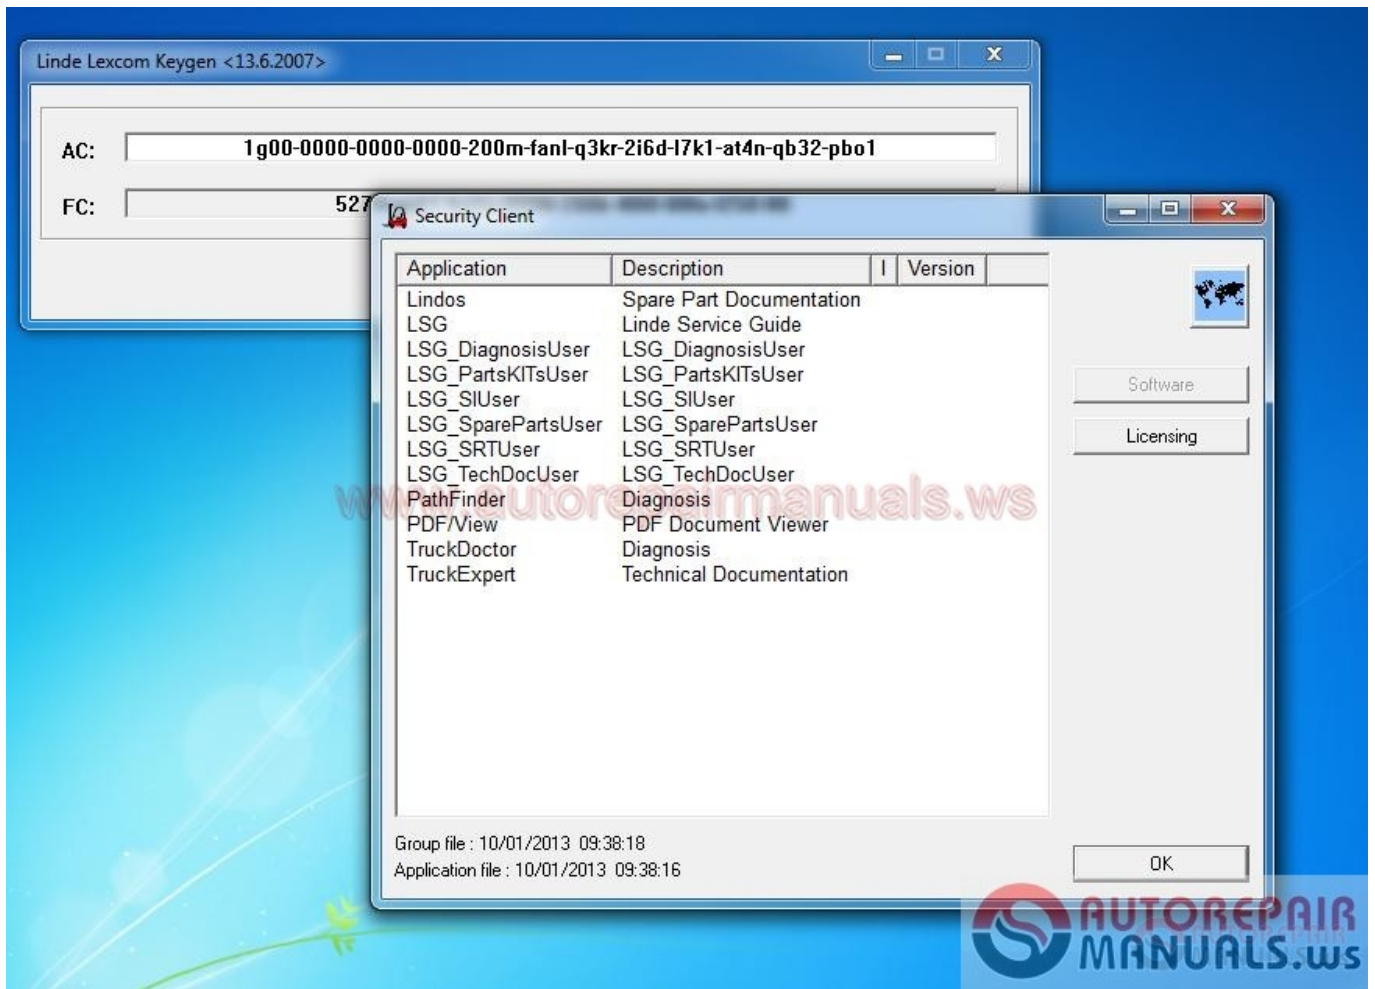 Linde Lexcom Keygen <13.6.2007>
AC: 1g00-0000-0000-0000-200m-fanl-q3kr-2i6d-l7k1-at4n-qb32-pbo1
FC: 527
Security Client
Application Description I Version
Lindos Spare Part Documentation
LSG Linde Service Guide
LSG_DiagnosisUser LSG_DiagnosisUser
LSG_PartsKITsUser LSG_PartsKITsUser
LSG_SIUser LSG_SIUser
LSG_SparePartsUser LSG_SparePartsUser
LSG_SRTUser LSG_SRTUser
LSG_TechDocUser LSG_TechDocUser
PathFinder Diagnosis
PDF/View PDF Document Viewer
TruckDoctor Diagnosis
TruckExpert Technical Documentation
Software
Licensing
www.autorepairmanuals.ws
Group file : 10/01/2013 09:38:18
Application file : 10/01/2013 09:38:16
OK
AUTOREPAIR
MANUALS.ws